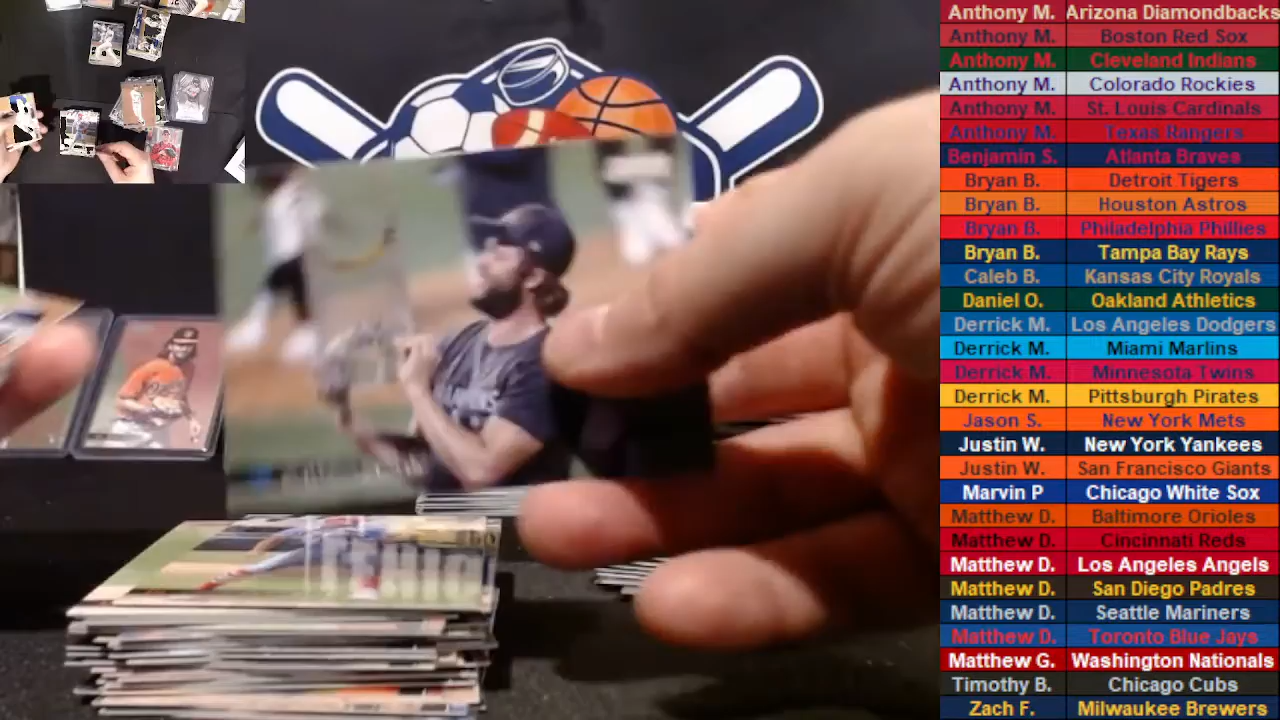 Anthony M. Arizona Diamondbacks
Anthony M. Boston Red Sox
Anthony M. Cleveland Indians
Anthony M. Colorado Rockies
Anthony M. St. Louis Cardinals
Anthony M. Texas Rangers
Benjamin S. Atlanta Braves
Bryan B. Detroit Tigers
Bryan B. Houston Astros
Bryan B. Philadelphia Phillies
Bryan B. Tampa Bay Rays
Caleb B. Kansas City Royals
Daniel O. Oakland Athletics
Derrick M. Los Angeles Dodgers
Derrick M. Miami Marlins
Derrick M. Minnesota Twins
Derrick M. Pittsburgh Pirates
Jason S. New York Mets
Justin W. New York Yankees
Justin W. San Francisco Giants
Marvin P Chicago White Sox
Matthew D. Baltimore Orioles
Matthew D. Cincinnati Reds
Matthew D. Los Angeles Angels
Matthew D. San Diego Padres
Matthew D. Seattle Mariners
Matthew D. Toronto Blue Jays
Matthew G. Washington Nationals
Timothy B. Chicago Cubs
Zach F. Milwaukee Brewers